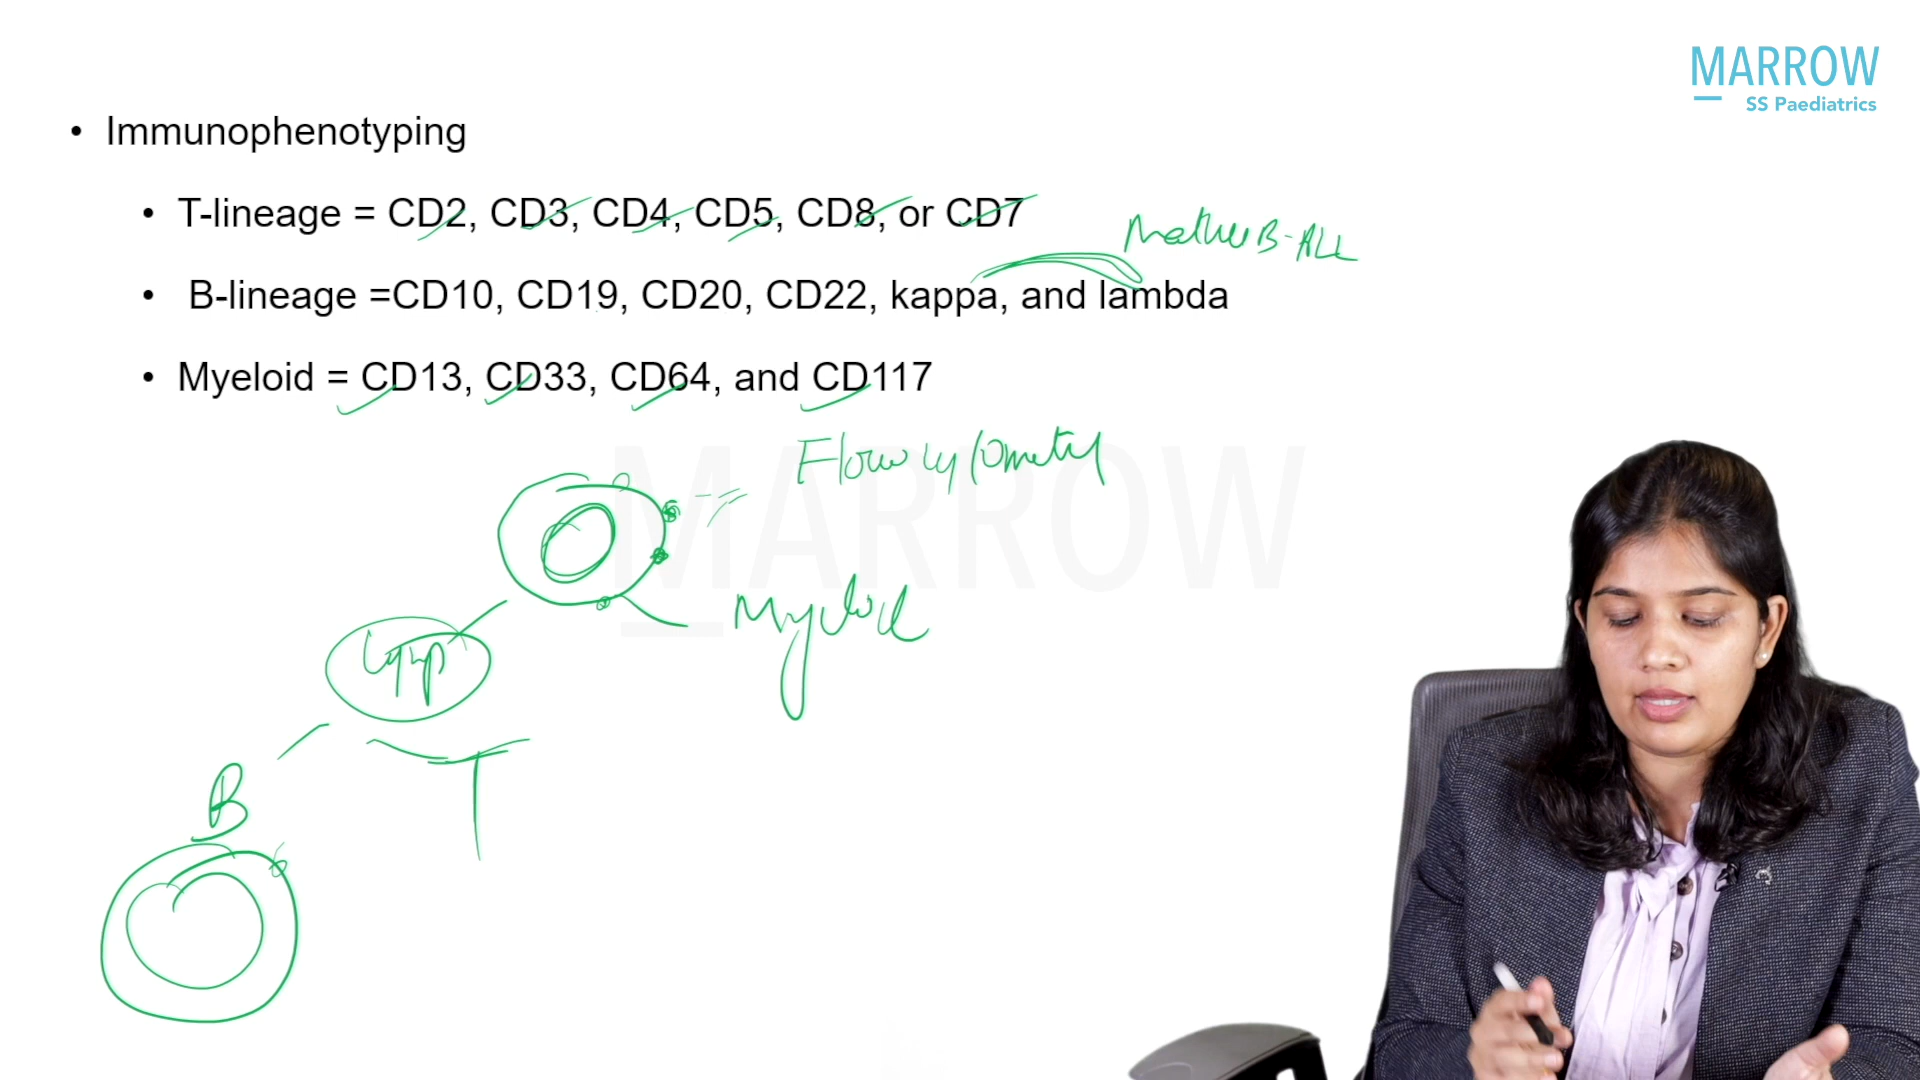 MARROW
SS Paediatrics
• Immunophenotyping
• T-lineage = CD2, CD3, CD4, CD5, CD8, or CD7
Mature B-ALL
• B-lineage =CD10, CD19, CD20, CD22, kappa, and lambda
• Myeloid = CD13, CD33, CD64, and CD117
Flow cytometry
MARROW
Myeloid
Lymp
B
T